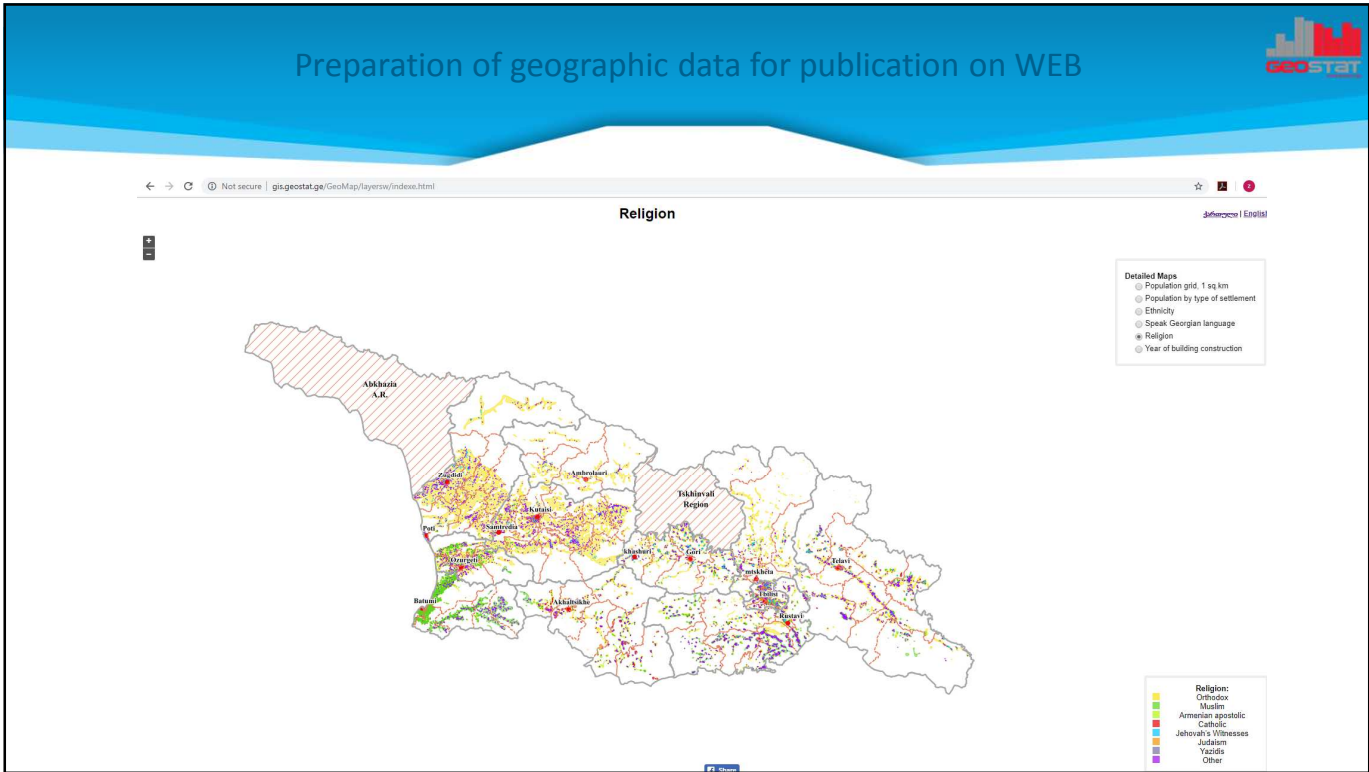 Preparation of geographic data for publication on WEB
GEOSTAT
Not secure | gis.geostat.ge/GeoMap/layersw/indexe.html
2
Religion
ქართული | English
+
−
Detailed Maps
Population grid, 1 sq.km
Population by type of settlement
Ethnicity
Speak Georgian language
Religion
Year of building construction
Abkhazia
A.R.
Zugdidi
Ambrolauri
Tskhinvali
Region
Kutaisi
Poti
Samtredia
khashuri
Gori
Ozurgeti
mtskheta
Telavi
Tbilisi
Batumi
Akhaltsikhe
Rustavi
Religion:
Orthodox
Muslim
Armenian apostolic
Catholic
Jehovah's Witnesses
Judaism
Yazidis
Other
Share